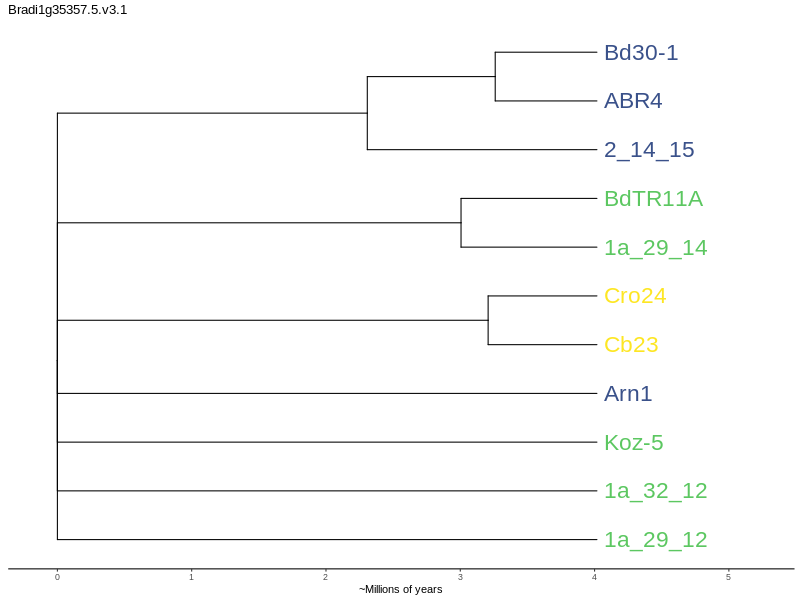 Bradi1g35357.5.v3.1
Bd30-1
ABR4
2_14_15
BdTR11A
1a_29_14
Cro24
Cb23
Arn1
Koz-5
1a_32_12
1a_29_12
0 1 2 3 4 5
~Millions of years